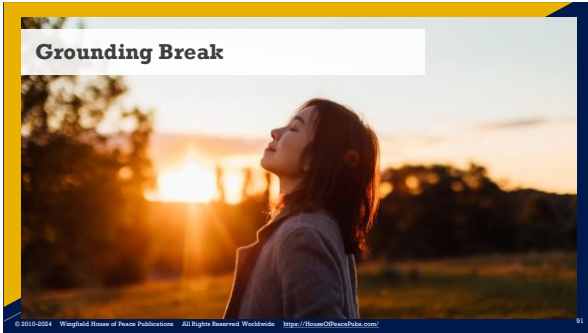 Grounding Break
© 2010-2024 Wingfield House of Peace Publications All Rights Reserved Worldwide https://HouseOfPeacePubs.com/
91